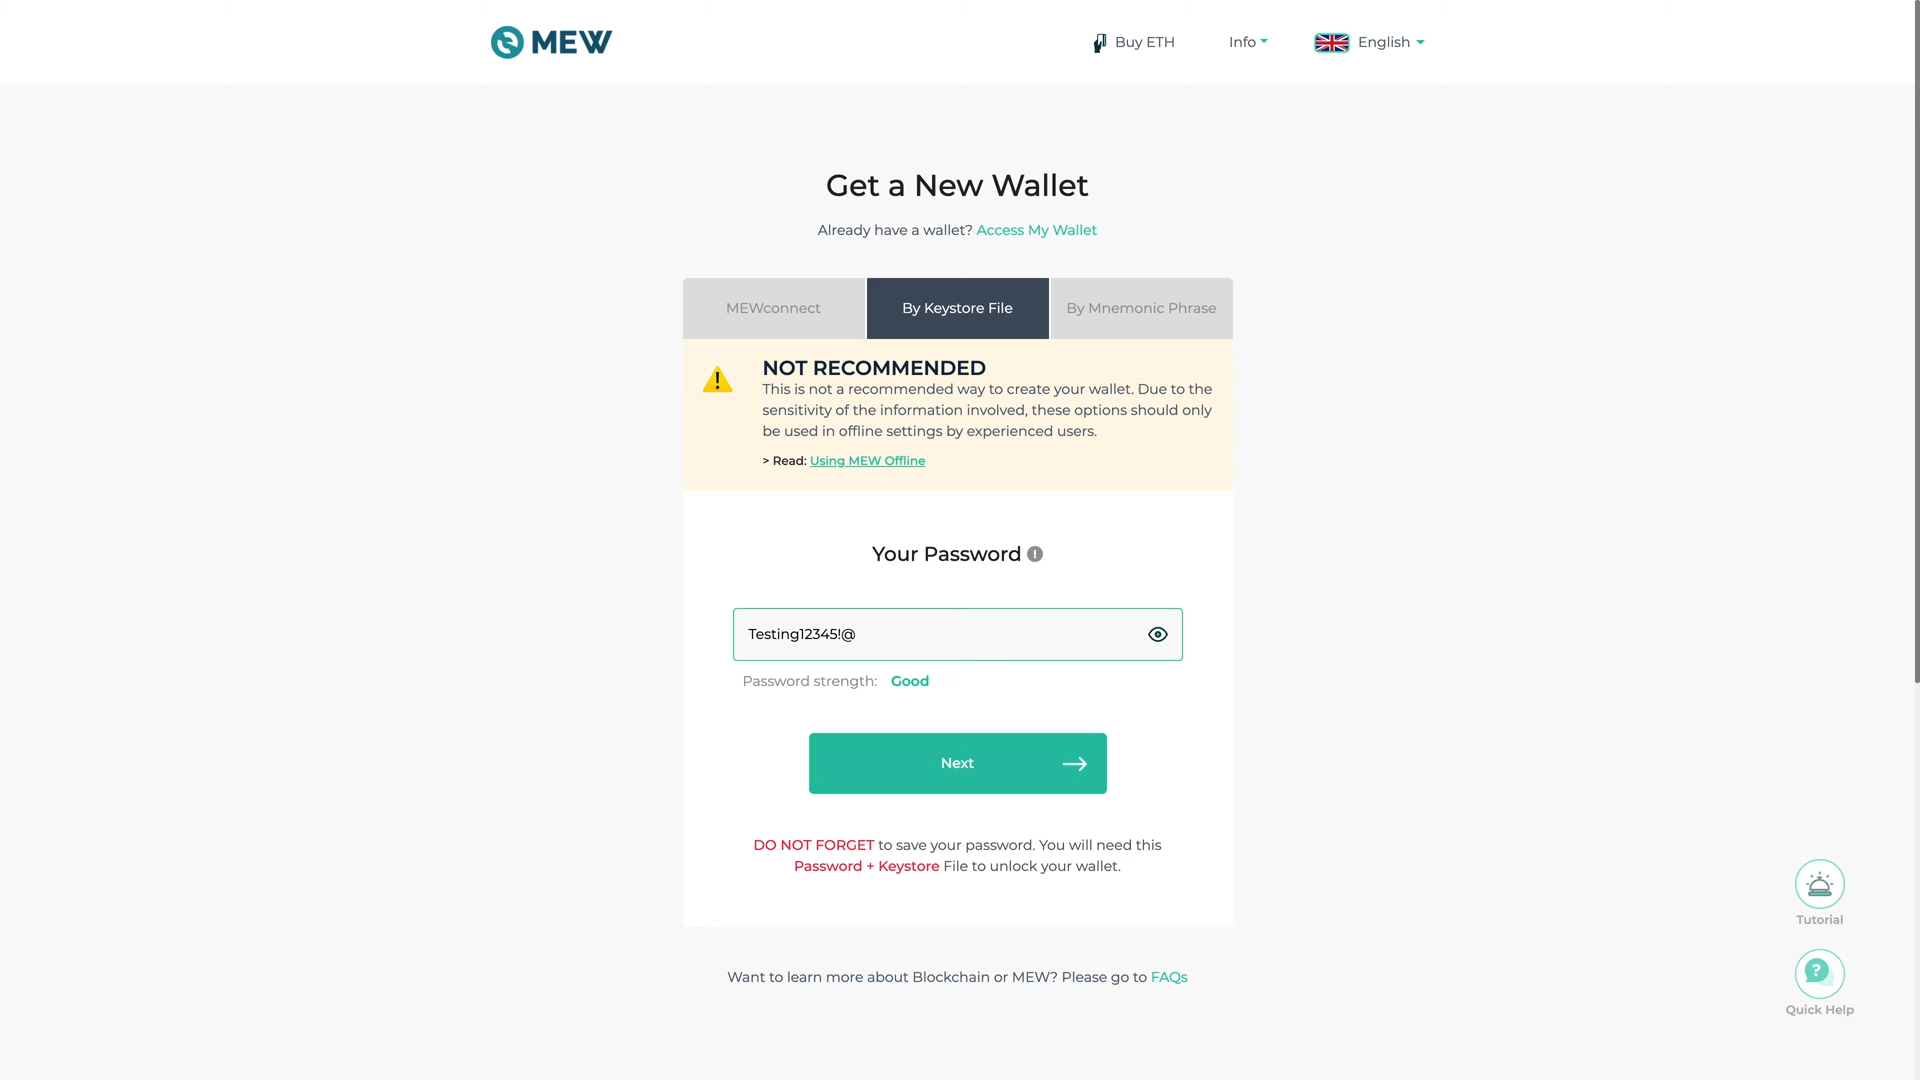 MEW
Buy ETH
Info
English
Get a New Wallet
Already have a wallet? Access My Wallet
MEWconnect
By Keystore File
By Mnemonic Phrase
NOT RECOMMENDED
This is not a recommended way to create your wallet. Due to the
sensitivity of the information involved, these options should only
be used in offline settings by experienced users.
> Read: Using MEW Offline
Your Password
Testing12345!@
Password strength: Good
Next
DO NOT FORGET to save your password. You will need this
Password + Keystore File to unlock your wallet.
Tutorial
Want to learn more about Blockchain or MEW? Please go to FAQs
Quick Help